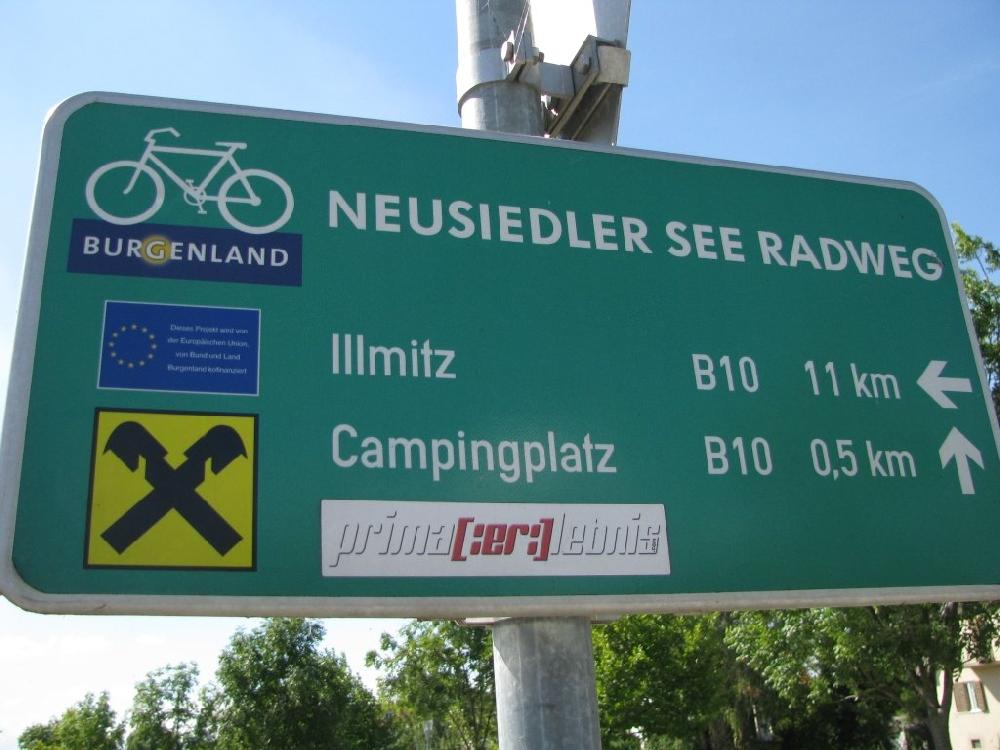 NEUSIEDLER SEE RADWEG
BURGENLAND
Dieses Projekt wird von
der Europäischen Union,
von Bund und Land
Burgenland kofinanziert
Illmitz B10 11 km
Campingplatz B10 0,5 km
prima[:er:]lebnis.com